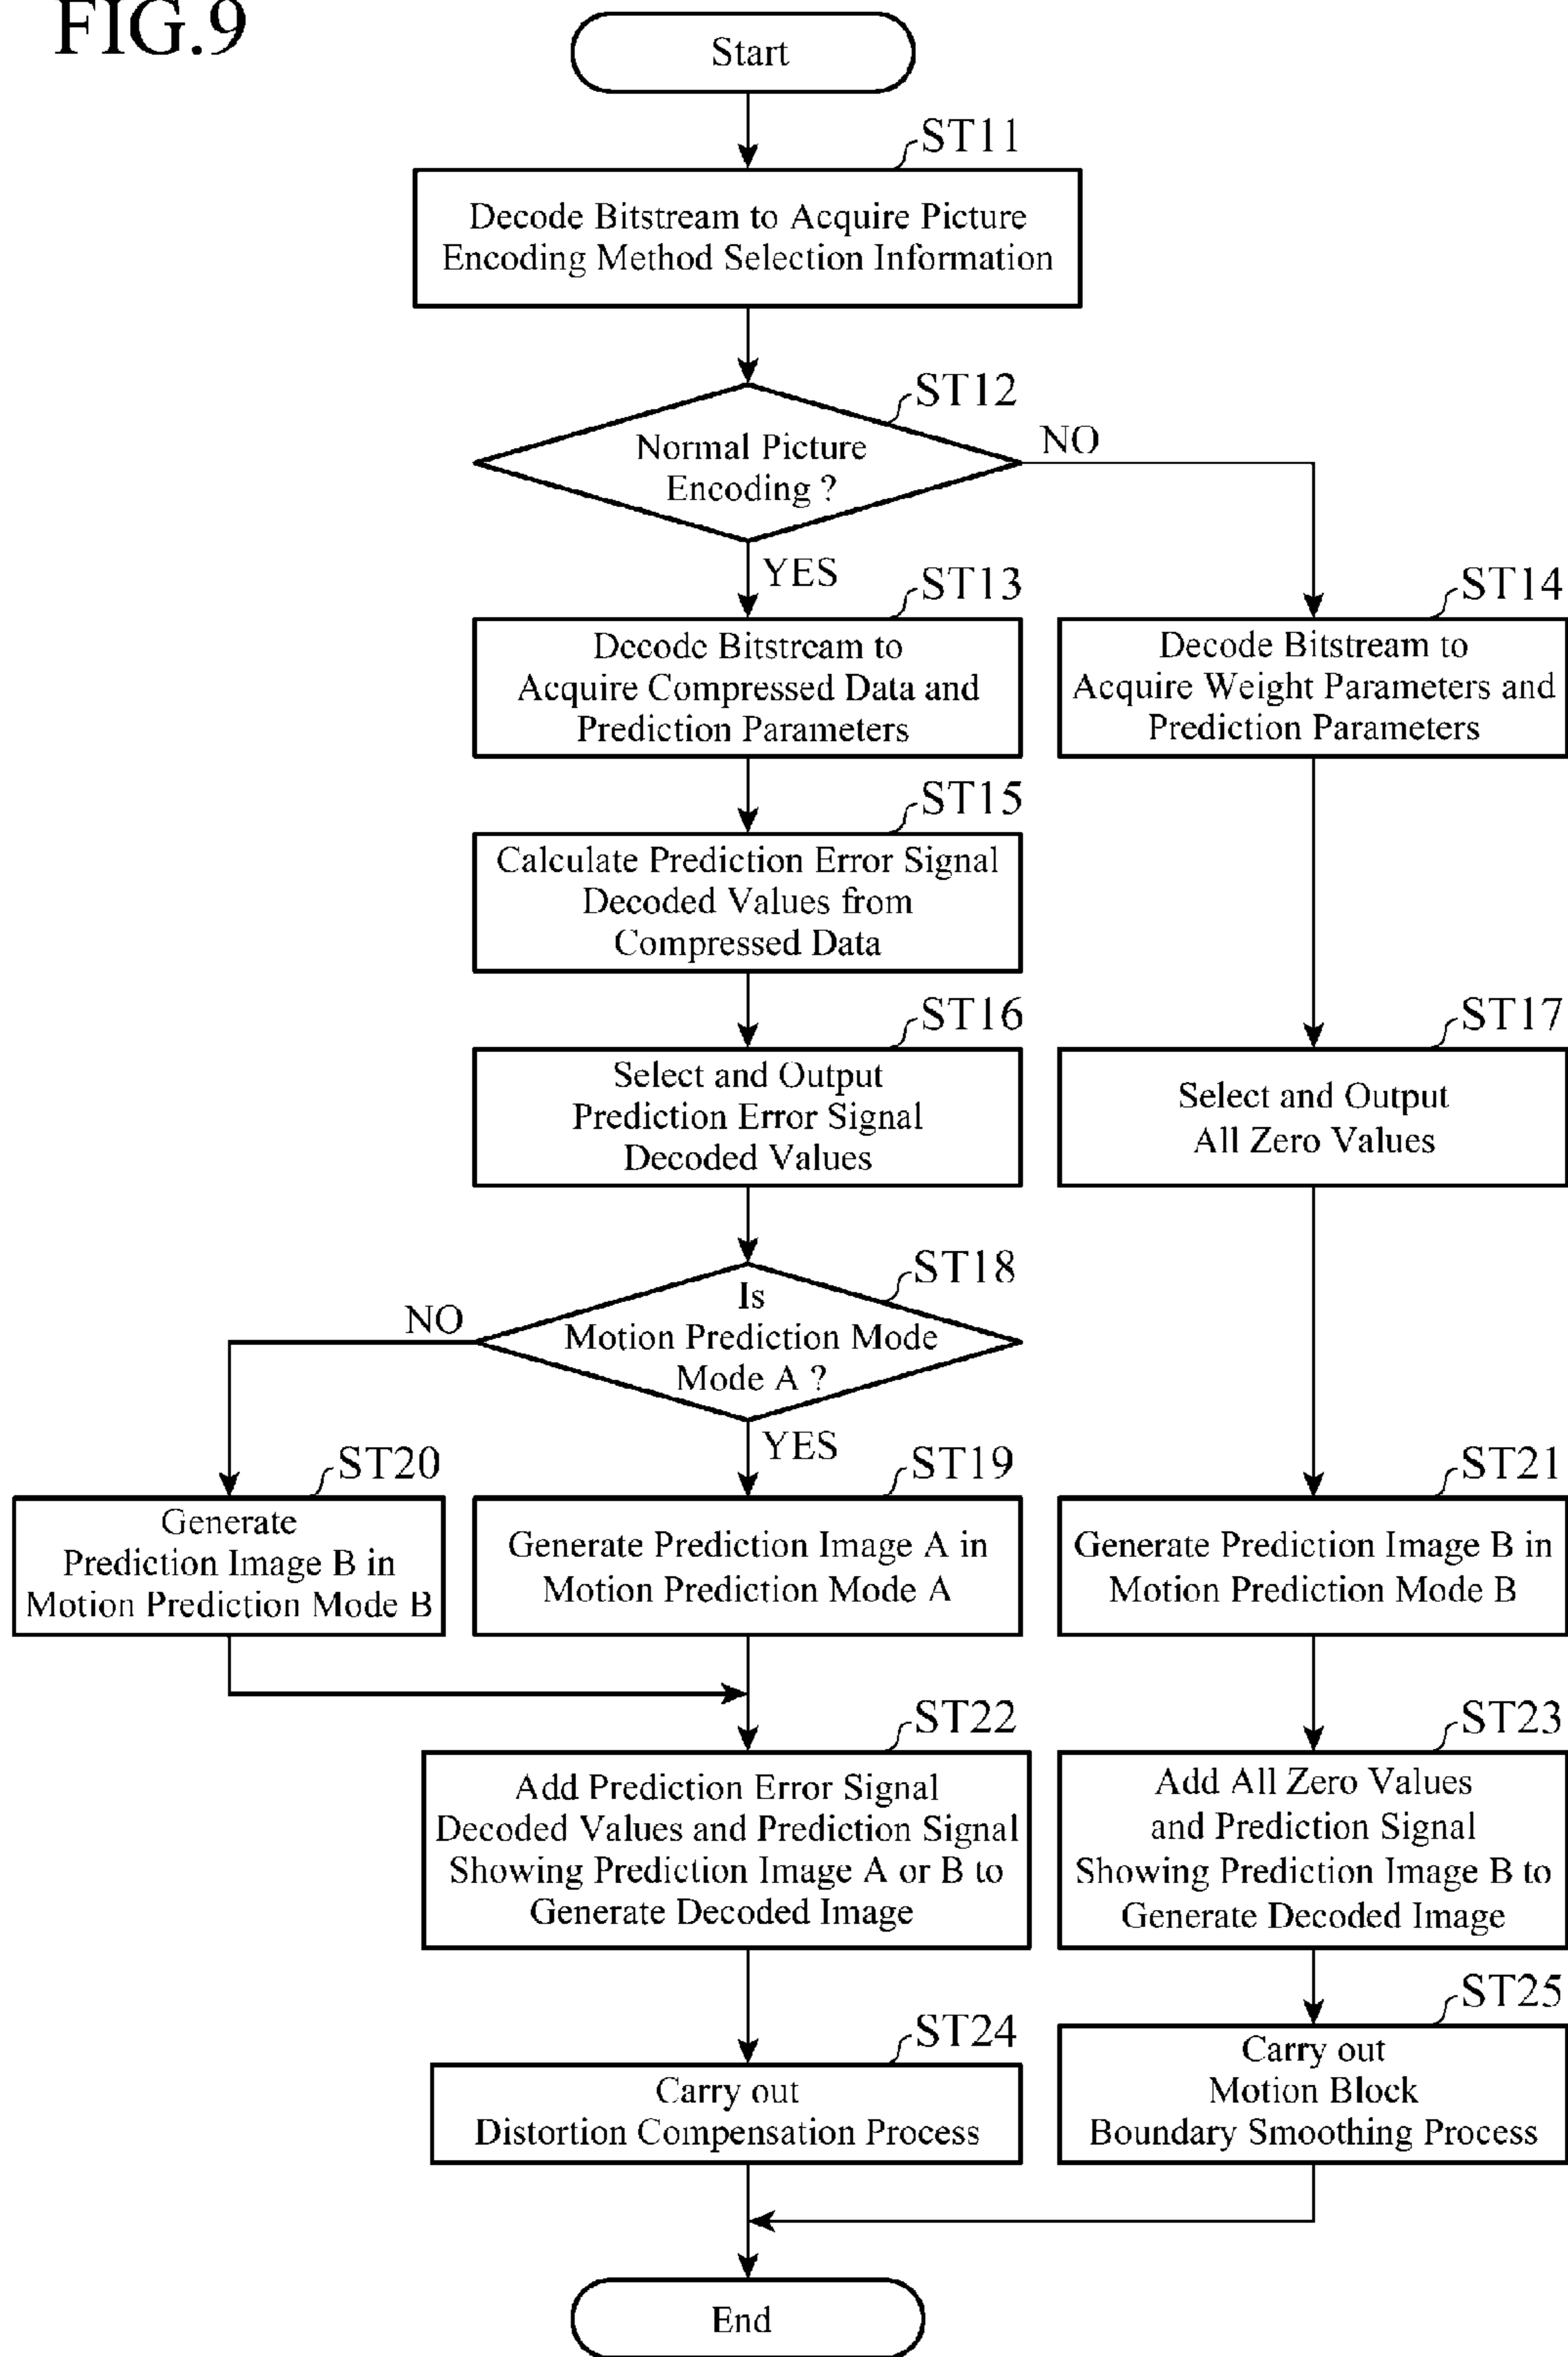 FIG.9
Start
ST11
Decode Bitstream to Acquire Picture
Encoding Method Selection Information
ST12
Normal Picture
Encoding ?
NO
YES
ST13
Decode Bitstream to
Acquire Compressed Data and
Prediction Parameters
ST14
Decode Bitstream to
Acquire Weight Parameters and
Prediction Parameters
ST15
Calculate Prediction Error Signal
Decoded Values from
Compressed Data
ST16
Select and Output
Prediction Error Signal
Decoded Values
ST17
Select and Output
All Zero Values
ST18
Is
Motion Prediction Mode
Mode A ?
NO
YES
ST20
Generate
Prediction Image B in
Motion Prediction Mode B
ST19
Generate Prediction Image A in
Motion Prediction Mode A
ST21
Generate Prediction Image B in
Motion Prediction Mode B
ST22
Add Prediction Error Signal
Decoded Values and Prediction Signal
Showing Prediction Image A or B to
Generate Decoded Image
ST23
Add All Zero Values
and Prediction Signal
Showing Prediction Image B to
Generate Decoded Image
ST24
Carry out
Distortion Compensation Process
ST25
Carry out
Motion Block
Boundary Smoothing Process
End